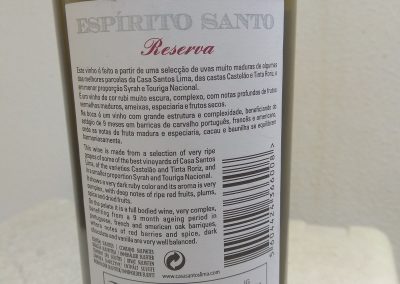 ESPÍRITO SANTO
Reserva
Este vinho é feito a partir de uma selecção de uvas muito maduras de algumas
das melhores parcelas da Casa Santos Lima, das castas Castelão e Tinta Roriz, e
em menor proporção Syrah e Touriga Nacional.
É um vinho de cor rubi muito escura, complexo, com notas profundas de frutos
vermelhos maduros, ameixas, especiaria e frutos secos.
Na boca é um vinho com grande estrutura e complexidade, beneficiando do
estágio de 9 meses em barricas de carvalho português, francês e americano,
onde as notas de fruta madura e especiaria, cacau e baunilha se equilibram
harmoniosamente.
This wine is made from a selection of very ripe
grapes of some of the best vineyards of Casa Santos
Lima, of the varieties Castelão and Tinta Roriz, and
in a smaller proportion Syrah and Touriga Nacional.
It shows a very dark ruby color and its aroma is very
complex, with deep notes of ripe red fruits, plums,
spice and dried fruits.
On the palate it is a full bodied wine, very complex,
benefiting from a 9 month ageing period in
portuguese, french and american oak barriques,
where notes of red berries and spice, dark
chocolate and vanilla are very well balanced.
www.casasantoslima.com